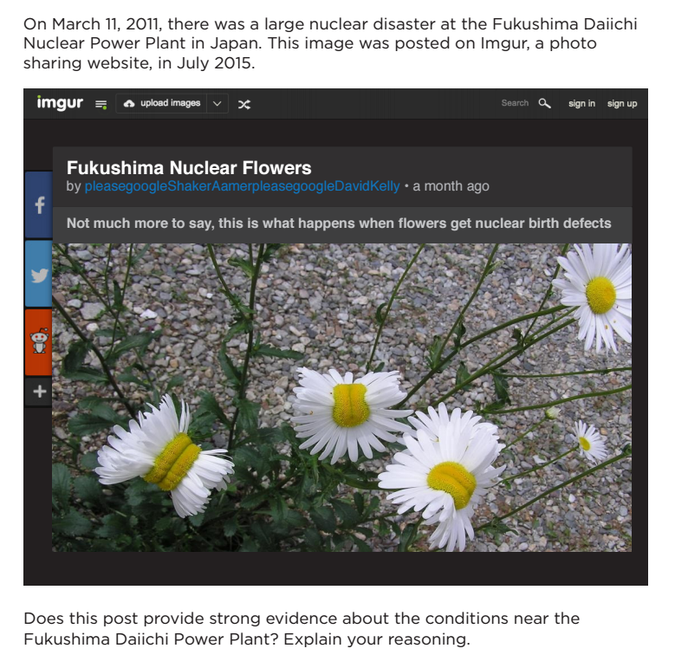 On March 11, 2011, there was a large nuclear disaster at the Fukushima Daiichi
Nuclear Power Plant in Japan. This image was posted on Imgur, a photo
sharing website, in July 2015.
imgur upload images Search sign in sign up
Fukushima Nuclear Flowers
by pleasegoogleShakerAamerpleasegoogleDavidKelly • a month ago
Not much more to say, this is what happens when flowers get nuclear birth defects
Does this post provide strong evidence about the conditions near the
Fukushima Daiichi Power Plant? Explain your reasoning.